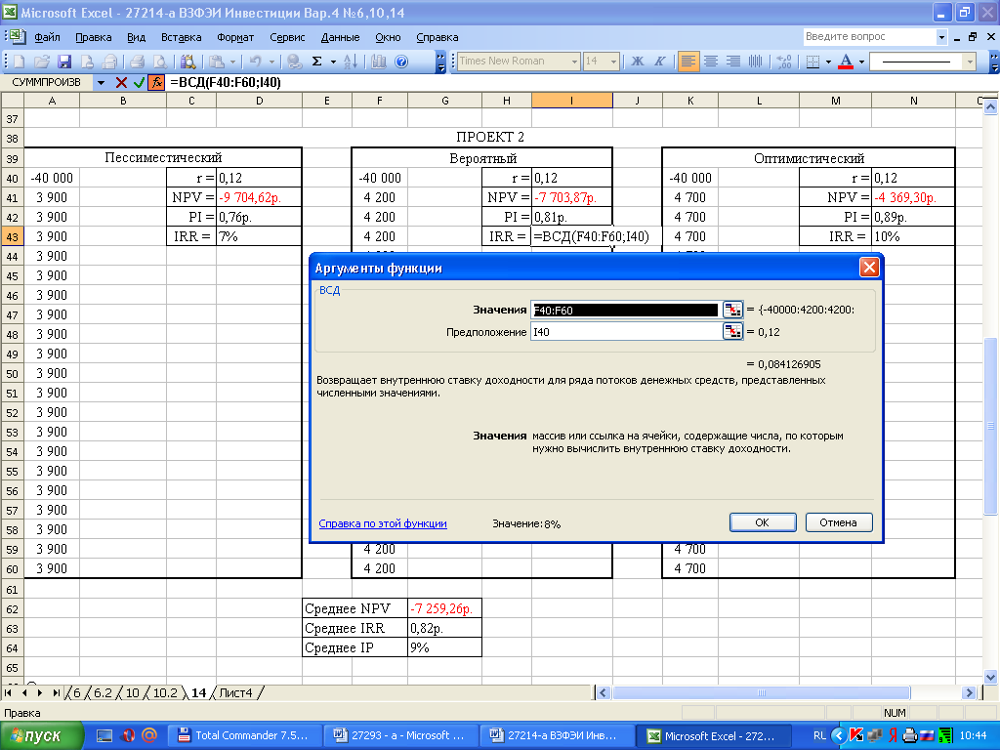 Microsoft Excel - 27214-а ВЗФЭИ Инвестиции Вар.4 №6,10,14
Файл Правка Вид Вставка Формат Сервис Данные Окно Справка Введите вопрос
Times New Roman 14 Ж К
СУММПРОИЗВ =ВСД(F40:F60;I40)
A B C D E F G H I J K L M N
37
38 ПРОЕКТ 2
39 Пессиместический Вероятный Оптимистический
40 -40 000 r = 0,12 -40 000 r = 0,12 -40 000 r = 0,12
41 3 900 NPV = -9 704,62р. 4 200 NPV = -7 703,87р. 4 700 NPV = -4 369,30р.
42 3 900 PI = 0,76р. 4 200 PI = 0,81р. 4 700 PI = 0,89р.
43 3 900 IRR = 7% 4 200 IRR = =ВСД(F40:F60;I40) 4 700 IRR = 10%
44 3 900
45 3 900
46 3 900
47 3 900
48 3 900
49 3 900
50 3 900
51 3 900
52 3 900
53 3 900
54 3 900
55 3 900
56 3 900
57 3 900
58 3 900
59 3 900 4 200 4 700
60 3 900 4 200 4 700
61
62 Среднее NPV -7 259,26р.
63 Среднее IRR 0,82р.
64 Среднее IP 9%
65
Аргументы функции
ВСД
Значения F40:F60 = {-40000:4200:4200:
Предположение I40 = 0,12
= 0,084126905
Возвращает внутреннюю ставку доходности для ряда потоков денежных средств, представленных
численными значениями.
Значения массив или ссылка на ячейки, содержащие числа, по которым
нужно вычислить внутреннюю ставку доходности.
Справка по этой функции Значение:8% ОК Отмена
6 6.2 10 10.2 14 Лист4
Правка NUM
пуск Total Commander 7.5... 27293 - а - Microsoft ... 27214-а ВЗФЭИ Инв... Microsoft Excel - 272... RL 10:44